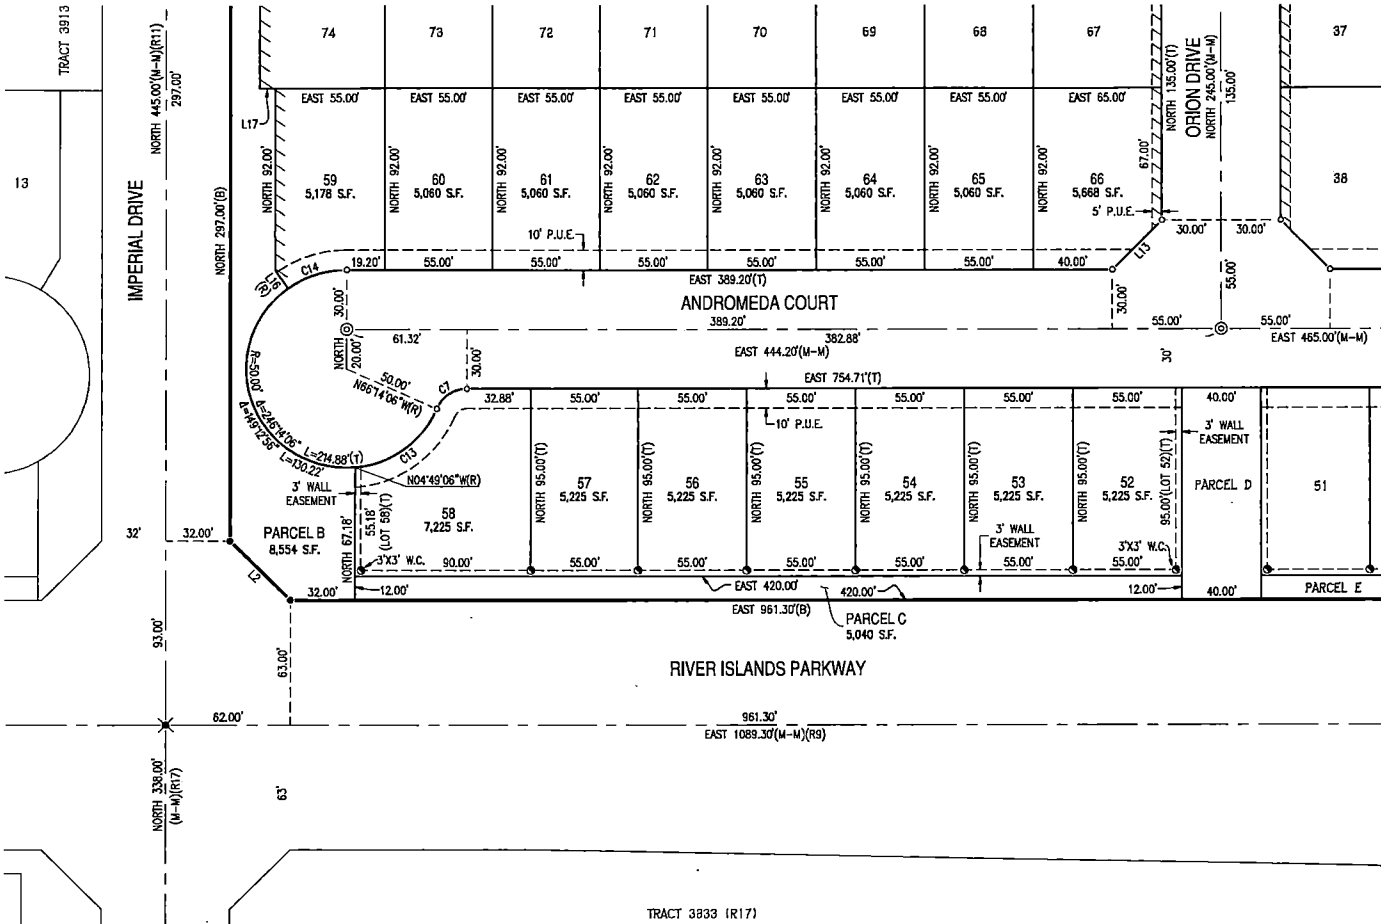 TRACT 3913
NORTH 445.00'(M-M)(R11)
297.00'
74
73
72
71
70
69
68
67
37
NORTH 135.00'(T)
ORION DRIVE
NORTH 245.00'(M-M)
135.00'
EAST 55.00'
EAST 55.00'
EAST 55.00'
EAST 55.00'
EAST 55.00'
EAST 55.00'
EAST 55.00'
EAST 65.00'
L17
13
IMPERIAL DRIVE
NORTH 297.00'(B)
NORTH 92.00'
59
5,178 S.F.
NORTH 92.00'
60
5,060 S.F.
NORTH 92.00'
61
5,060 S.F.
NORTH 92.00'
62
5,060 S.F.
NORTH 92.00'
63
5,060 S.F.
NORTH 92.00'
64
5,060 S.F.
NORTH 92.00'
65
5,060 S.F.
NORTH 92.00'
66
5,668 S.F.
67.00'
38
5' P.U.E.
10' P.U.E.
30.00'
30.00'
L13
L16
(R)
C14
19.20'
55.00'
55.00'
55.00'
55.00'
55.00'
55.00'
40.00'
EAST 389.20'(T)
55.00'
30.00'
ANDROMEDA COURT
30.00'
389.20'
55.00'
55.00'
61.32'
382.88'
EAST 465.00'(M-M)
NORTH
20.00'
30.00'
EAST 444.20'(M-M)
30'
50.00'
N66°14'06"W(R)
C7
EAST 754.71'(T)
R=50.00'
Δ=246°14'06" L=214.88'(T)
Δ=149°12'56" L=130.22'
32.88'
55.00'
55.00'
55.00'
55.00'
55.00'
55.00'
40.00'
10' P.U.E.
3' WALL
EASEMENT
C13
N04°49'06"W(R)
3' WALL
EASEMENT
NORTH 95.00'(T)
57
5,225 S.F.
NORTH 95.00'(T)
56
5,225 S.F.
NORTH 95.00'(T)
55
5,225 S.F.
NORTH 95.00'(T)
54
5,225 S.F.
NORTH 95.00'(T)
53
5,225 S.F.
NORTH 95.00'(T)
52
5,225 S.F.
95.00'(LOT 52)(T)
PARCEL D
51
32'
32.00'
PARCEL B
8,554 S.F.
NORTH 67.18'
55.18'
(LOT 58)(T)
58
7,225 S.F.
3' WALL
EASEMENT
3'X3' W.C.
3'X3' W.C.
90.00'
55.00'
55.00'
55.00'
55.00'
55.00'
55.00'
L2
32.00'
12.00'
EAST 420.00'
420.00'
12.00'
40.00'
PARCEL E
EAST 961.30'(B)
PARCEL C
5,040 S.F.
93.00'
63.00'
RIVER ISLANDS PARKWAY
62.00'
961.30'
EAST 1089.30'(M-M)(R9)
NORTH 338.00'
(M-M)(R17)
63'
TRACT 3833 (R17)